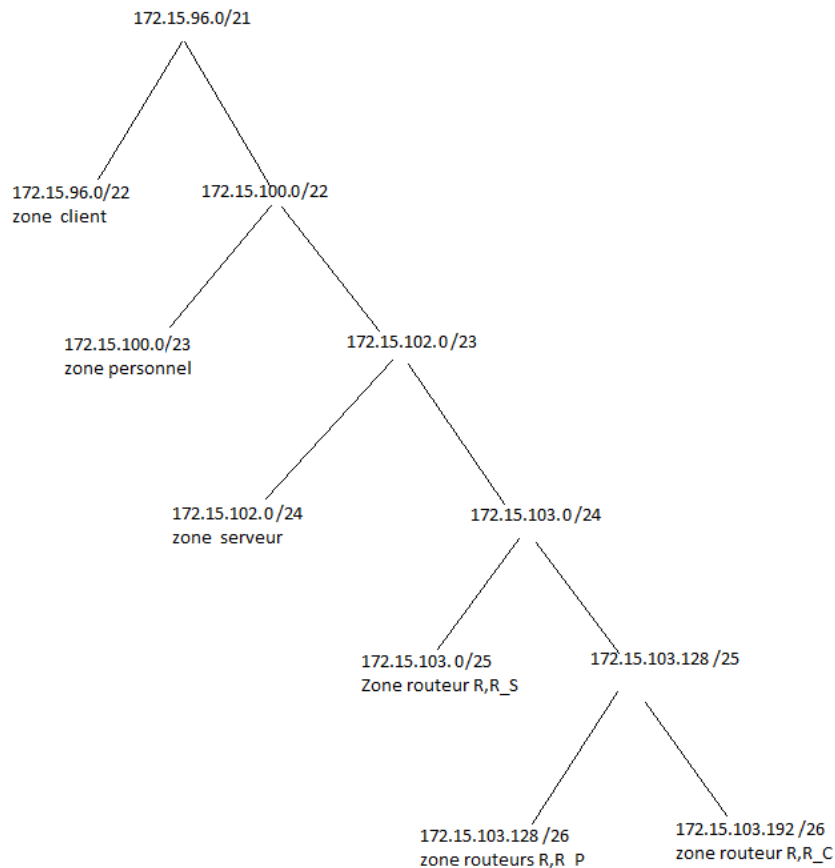 172.15.96.0/21
172.15.96.0/22
zone client
172.15.100.0/22
172.15.100.0/23
zone personnel
172.15.102.0/23
172.15.102.0/24
zone serveur
172.15.103.0/24
172.15.103.0/25
Zone routeur R,R_S
172.15.103.128/25
172.15.103.128/26
zone routeurs R,R_P
172.15.103.192/26
zone routeur R,R_C